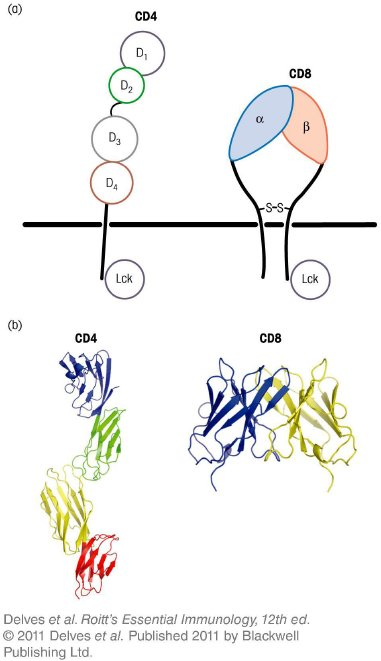 (a)
CD4
D1
D2
D3
D4
Lck
CD8
α
β
S–S
Lck
(b)
CD4
CD8
Delves et al. Roitt's Essential Immunology, 12th ed.
© 2011 Delves et al. Published 2011 by Blackwell
Publishing Ltd.